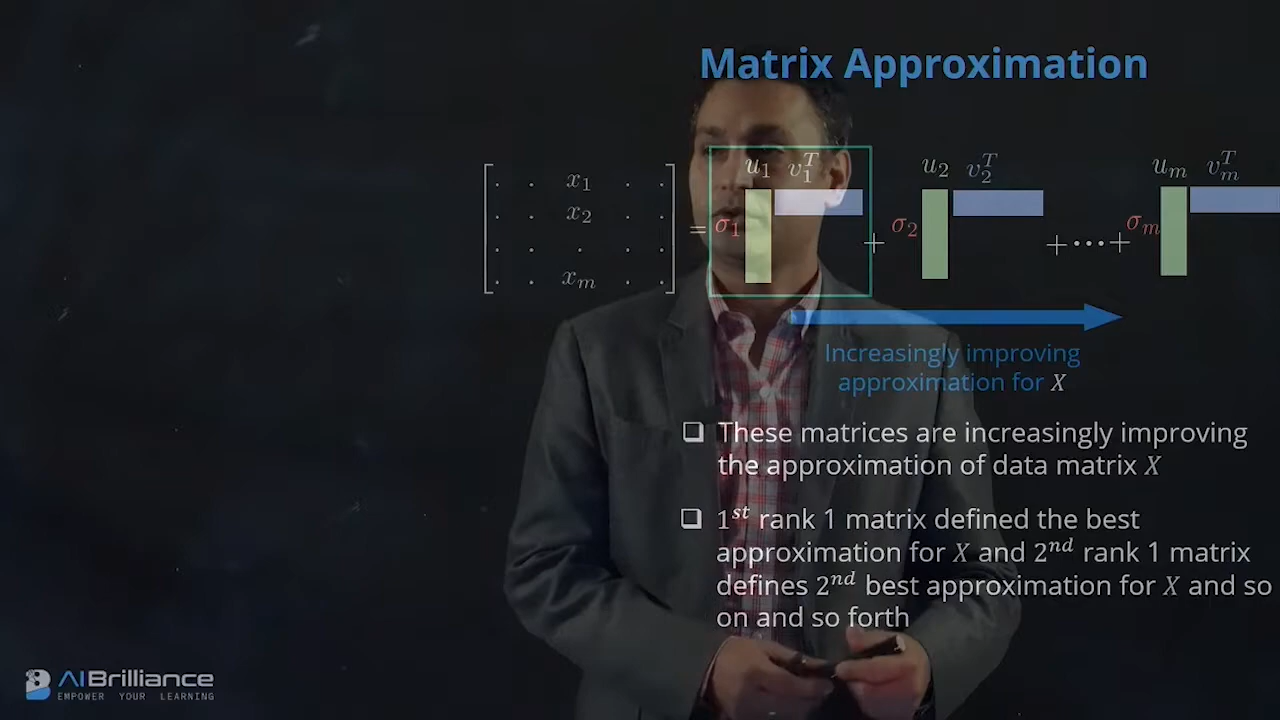 Matrix Approximation
u₁ v₁ᵀ u₂ v₂ᵀ uₘ vₘᵀ
[ . . x₁ . .
. . x₂ . .
. . . . .
. . xₘ . . ]
= σ₁ + σ₂ + ⋯ + σₘ
Increasingly improving
approximation for X
❑ These matrices are increasingly improving
the approximation of data matrix X
❑ 1ˢᵗ rank 1 matrix defined the best
approximation for X and 2ⁿᵈ rank 1 matrix
defines 2ⁿᵈ best approximation for X and so
on and so forth
AIBrilliance
EMPOWER YOUR LEARNING